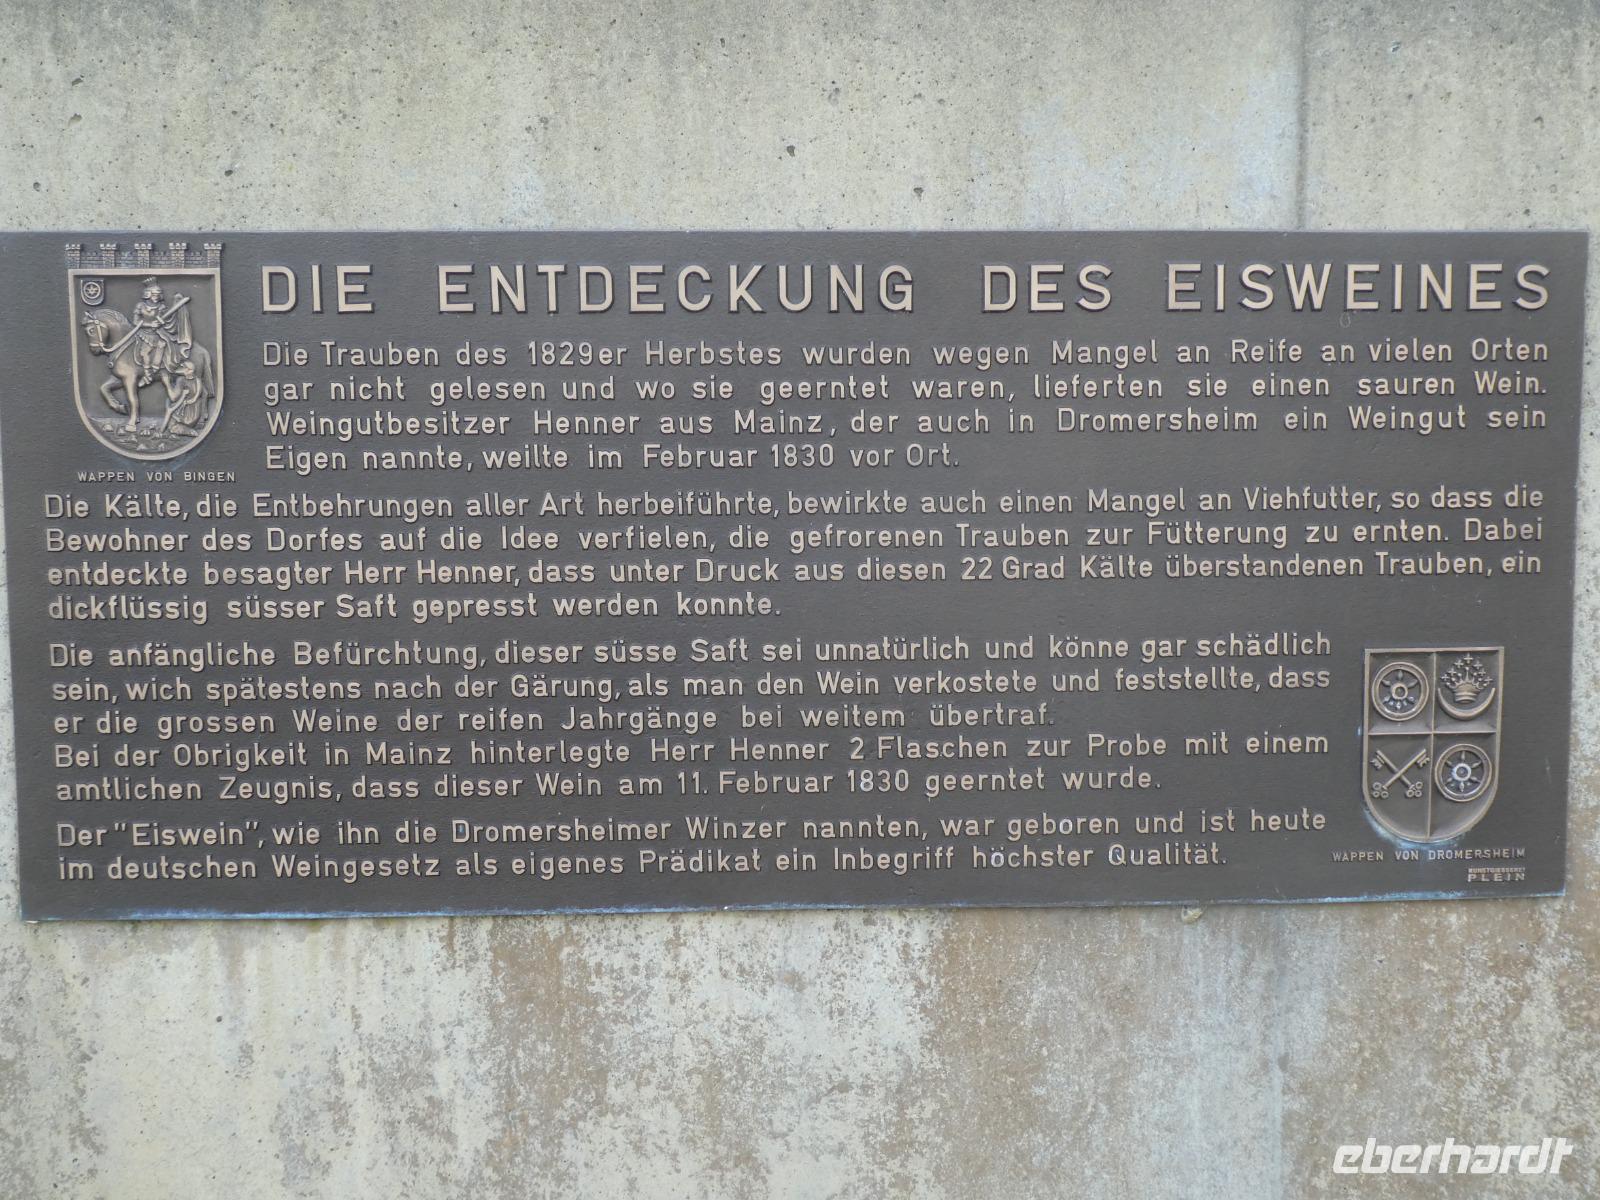 DIE ENTDECKUNG DES EISWEINES
Die Trauben des 1829er Herbstes wurden wegen Mangel an Reife an vielen Orten
gar nicht gelesen und wo sie geerntet waren, lieferten sie einen sauren Wein.
Weingutbesitzer Henner aus Mainz, der auch in Dromersheim ein Weingut sein
Eigen nannte, weilte im Februar 1830 vor Ort.
WAPPEN VON BINGEN
Die Kälte, die Entbehrungen aller Art herbeiführte, bewirkte auch einen Mangel an Viehfutter, so dass die
Bewohner des Dorfes auf die Idee verfielen, die gefrorenen Trauben zur Fütterung zu ernten. Dabei
entdeckte besagter Herr Henner, dass unter Druck aus diesen 22 Grad Kälte überstandenen Trauben, ein
dickflüssig süsser Saft gepresst werden konnte.
Die anfängliche Befürchtung, dieser süsse Saft sei unnatürlich und könne gar schädlich
sein, wich spätestens nach der Gärung, als man den Wein verkostete und feststellte, dass
er die grossen Weine der reifen Jahrgänge bei weitem übertraf.
Bei der Obrigkeit in Mainz hinterlegte Herr Henner 2 Flaschen zur Probe mit einem
amtlichen Zeugnis, dass dieser Wein am 11. Februar 1830 geerntet wurde.
Der "Eiswein", wie ihn die Dromersheimer Winzer nannten, war geboren und ist heute
im deutschen Weingesetz als eigenes Prädikat ein Inbegriff höchster Qualität.
WAPPEN VON DROMERSHEIM
KUNSTGIESSEREI
PLEIN
eberhardt